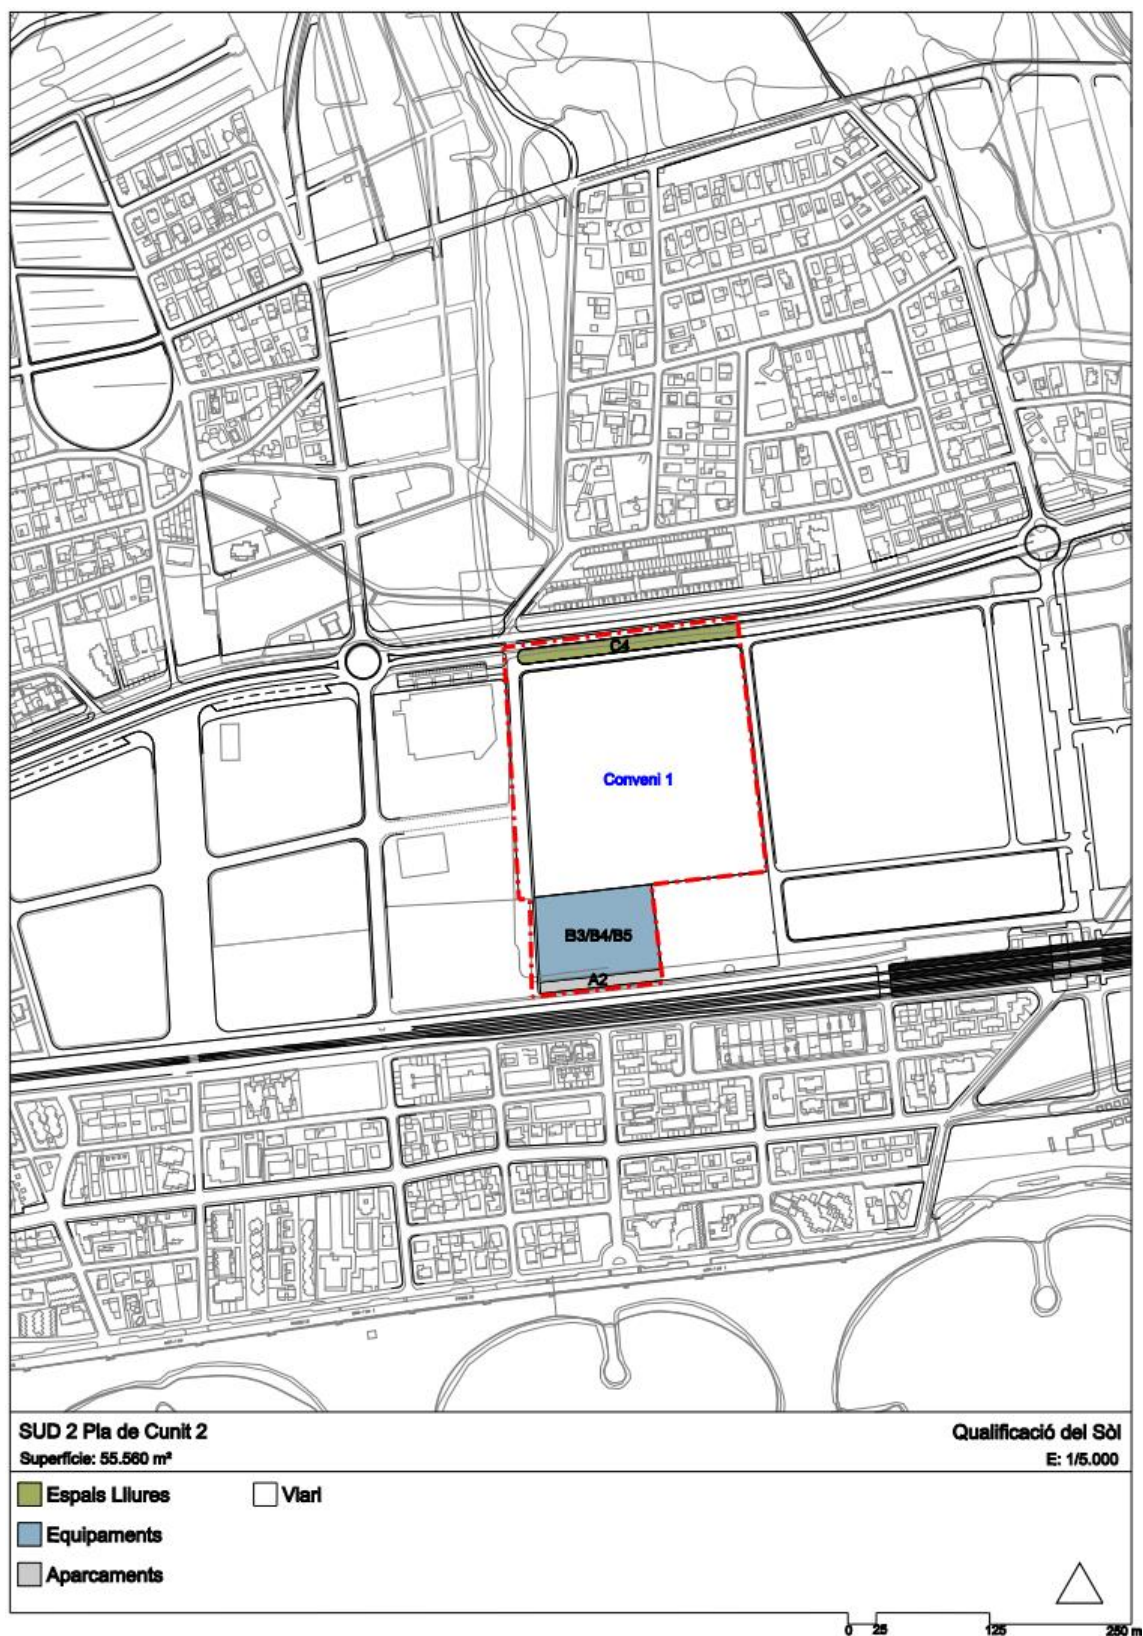 C4
Conveni 1
B3/B4/B5
A2
SUD 2 Pla de Cunit 2
Qualificació del Sòl
Superfície: 55.560 m²
E: 1/5.000
Espais Lliures
Viari
Equipaments
Aparcaments
0 25 125 250 m